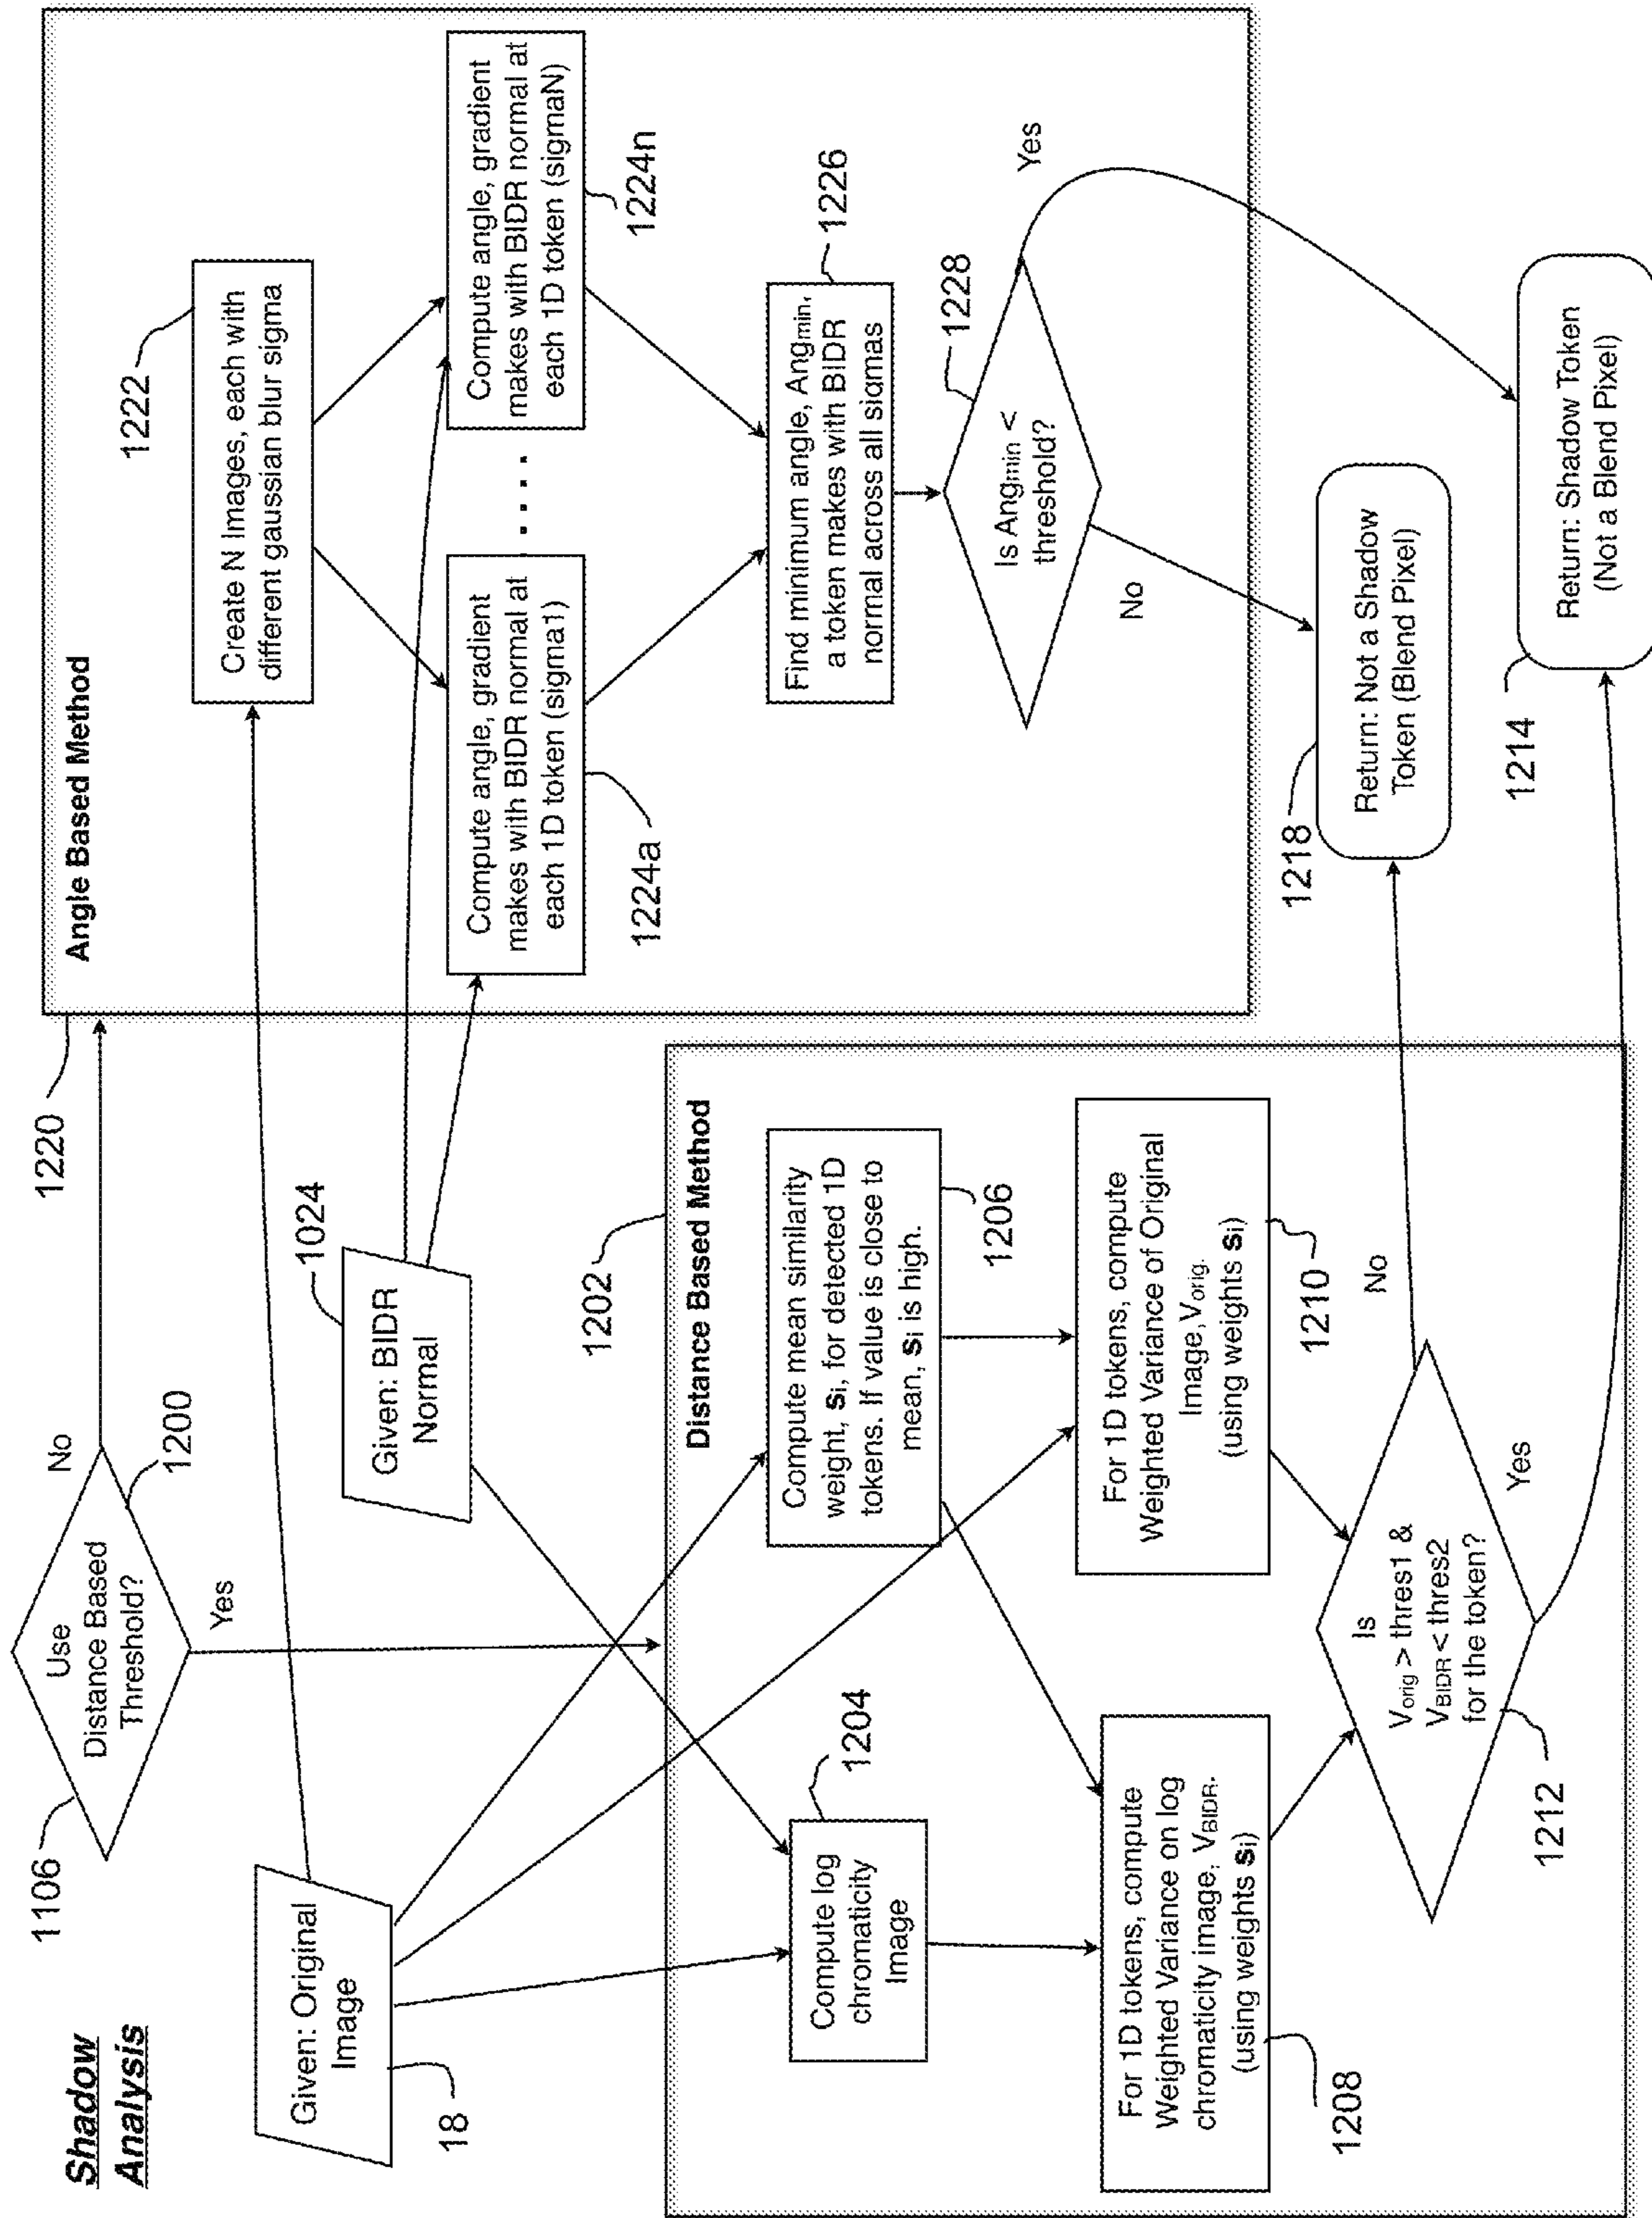 Shadow
Analysis
1106
Use
Distance Based
Threshold?
No
1200
Yes
Given: Original
Image
18
Given: BIDR
Normal
1024
1220
Angle Based Method
1222
Create N Images, each with
different gaussian blur sigma
Compute angle, gradient
makes with BIDR normal at
each 1D token (sigma1)
1224a
. . . .
Compute angle, gradient
makes with BIDR normal at
each 1D token (sigmaN)
1224n
Find minimum angle, Angmin,
a token makes with BIDR
normal across all sigmas
1226
Is Angmin <
threshold?
1228
Yes
No
1202
Distance Based Method
Compute log
chromaticity
Image
1204
Compute mean similarity
weight, si, for detected 1D
tokens. If value is close to
mean, si is high.
1206
For 1D tokens, compute
Weighted Variance on log
chromaticity image, VBIDR.
(using weights si)
1208
For 1D tokens, compute
Weighted Variance of Original
Image, Vorig.
(using weights si)
1210
Is
Vorig > thres1 &
VBIDR < thres2
for the token?
1212
No
Yes
1218
Return: Not a Shadow
Token (Blend Pixel)
1214
Return: Shadow Token
(Not a Blend Pixel)